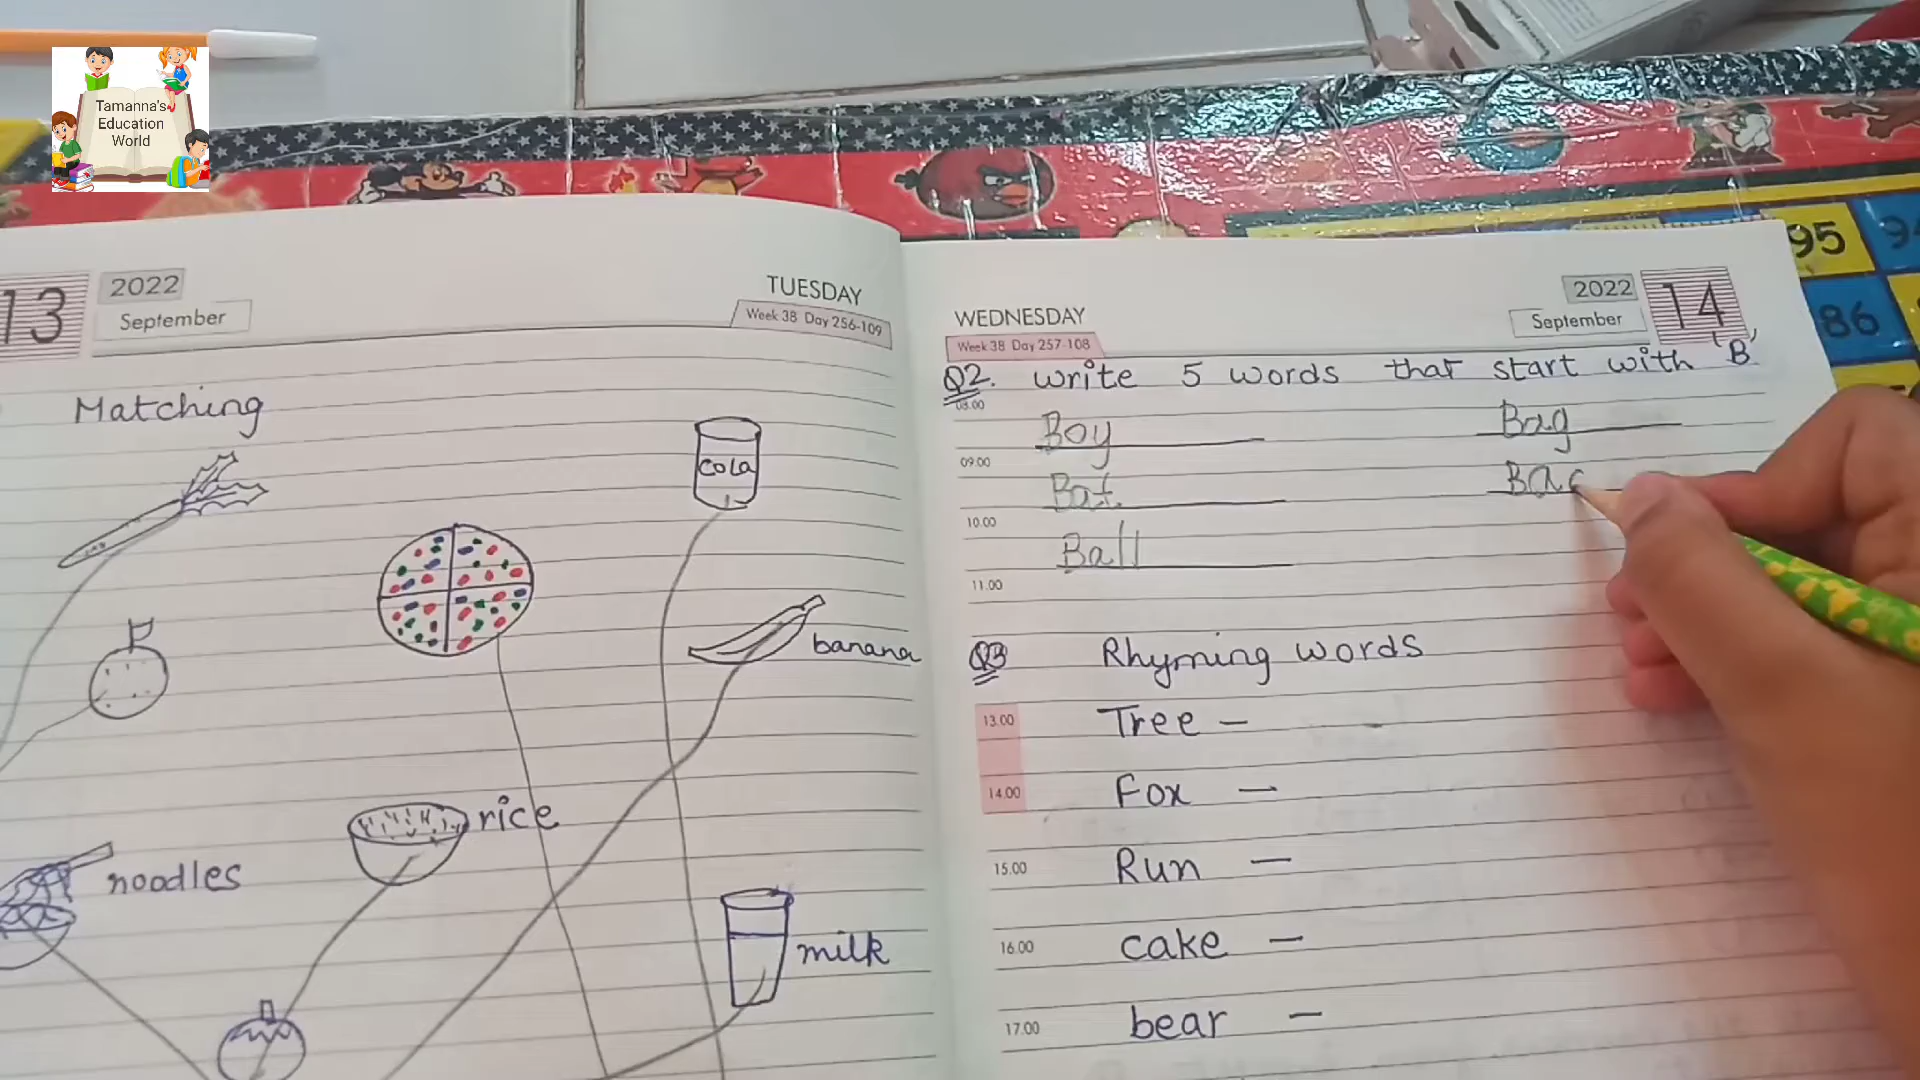 Tamanna's
Education
World
13
2022
September
TUESDAY
Week 38 Day 256-109
Matching
cola
banana
rice
noodles
milk
WEDNESDAY
Week 38 Day 257-108
2022
September
14
Q2. Write 5 words that start with 'B'
08.00
Boy
Bag
09.00
Bat
Bac
10.00
Ball
11.00
Q3 Rhyming words
13.00 Tree –
14.00 Fox –
15.00 Run –
16.00 cake –
17.00 bear –
95
94
86